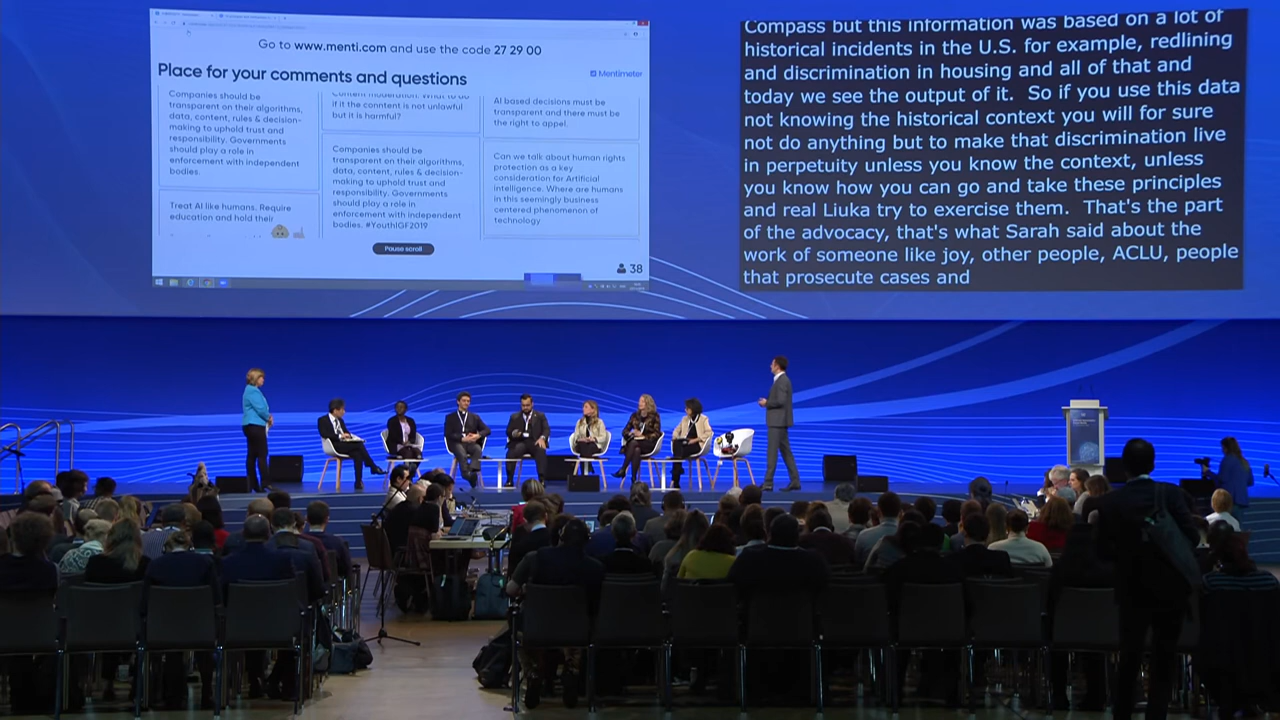 Go to www.menti.com and use the code 27 29 00
Place for your comments and questions
Mentimeter
Companies should be
transparent on their algorithms,
data, content, rules & decision-
making to uphold trust and
responsibility. Governments
should play a role in
enforcement with independent
bodies.
Treat AI like humans. Require
education and hold their
Content moderation. What to do
if it the conntent is not unlawful
but it is harmful?
Companies should be
transparent on their algorithms,
data, content, rules & decision-
making to uphold trust and
responsibility. Governments
should play a role in
enforcement with independent
bodies. #YouthIGF2019
AI based decisions must be
transparent and there must be
the right to appel.
Can we talk about human rights
protection as a key
consideration for Artificial
intelligence. Where are humans
in this seemingly business
centered phenomenon of
technology
Pause scroll
38
Compass but this information was based on a lot of
historical incidents in the U.S. for example, redlining
and discrimination in housing and all of that and
today we see the output of it.  So if you use this data
not knowing the historical context you will for sure
not do anything but to make that discrimination live
in perpetuity unless you know the context, unless
you know how you can go and take these principles
and real Liuka try to exercise them.  That's the part
of the advocacy, that's what Sarah said about the
work of someone like joy, other people, ACLU, people
that prosecute cases and